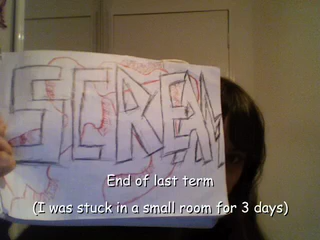 SCREAM
End of last term
(I was stuck in a small room for 3 days)